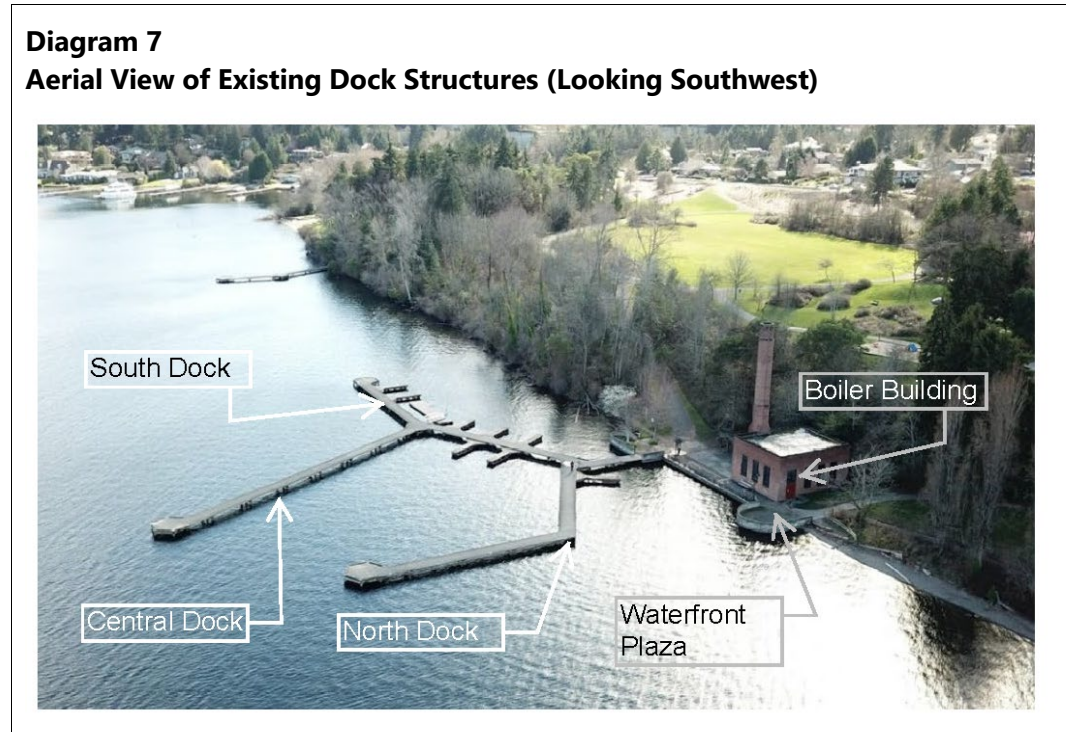 Diagram 7
Aerial View of Existing Dock Structures (Looking Southwest)
South Dock
Boiler Building
Central Dock
North Dock
Waterfront
Plaza